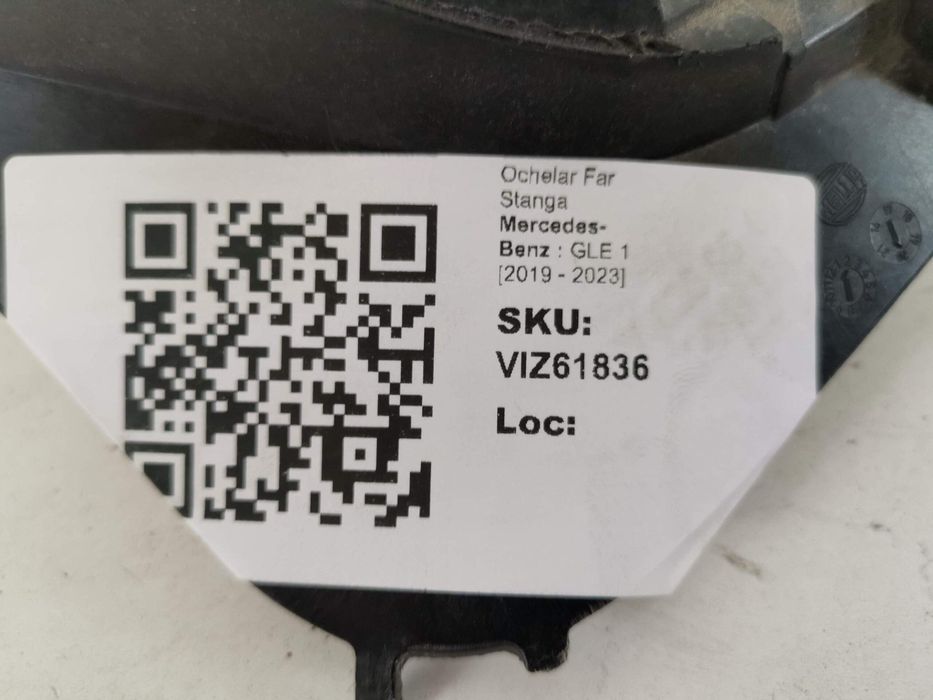 Ochelar Far
Stanga
Mercedes-
Benz : GLE 1
[2019 - 2023]
SKU:
VIZ61836
Loc: